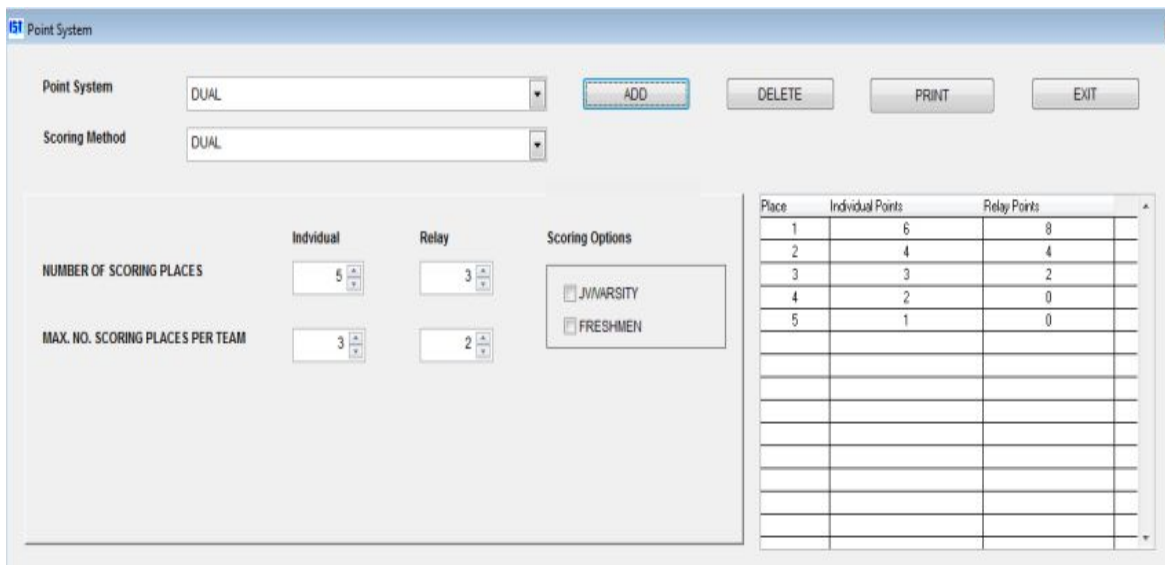 IST Point System
Point System DUAL ADD DELETE PRINT EXIT
Scoring Method DUAL
Indvidual Relay Scoring Options
NUMBER OF SCORING PLACES 5 3
JV/VARSITY
FRESHMEN
MAX. NO. SCORING PLACES PER TEAM 3 2
Place Individual Points Relay Points
1 6 8
2 4 4
3 3 2
4 2 0
5 1 0